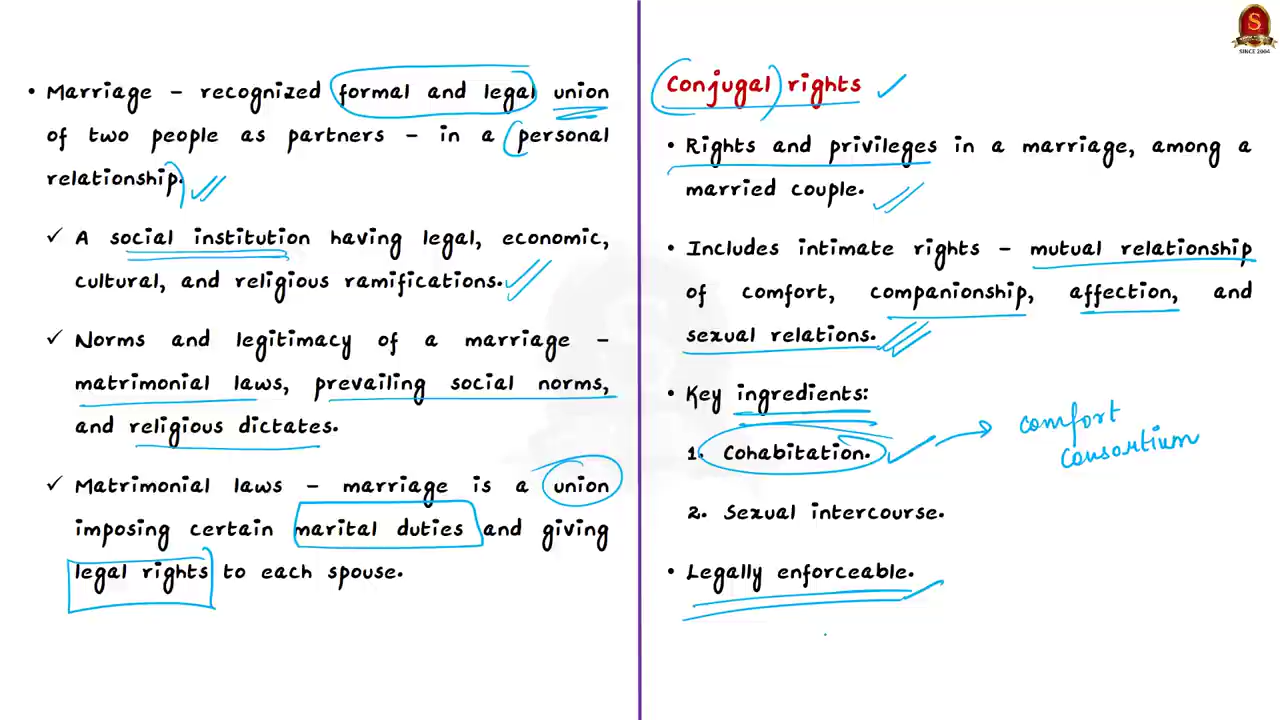 • Marriage – recognized formal and legal union
of two people as partners – in a personal
relationship.
✓ A social institution having legal, economic,
cultural, and religious ramifications.
✓ Norms and legitimacy of a marriage –
matrimonial laws, prevailing social norms,
and religious dictates.
✓ Matrimonial laws – marriage is a union
imposing certain marital duties and giving
legal rights to each spouse.
Conjugal rights
• Rights and privileges in a marriage, among a
married couple.
• Includes intimate rights – mutual relationship
of comfort, companionship, affection, and
sexual relations.
• Key ingredients:
1. Cohabitation.
comfort
consortium
2. Sexual intercourse.
• Legally enforceable.
S
SINCE 2004